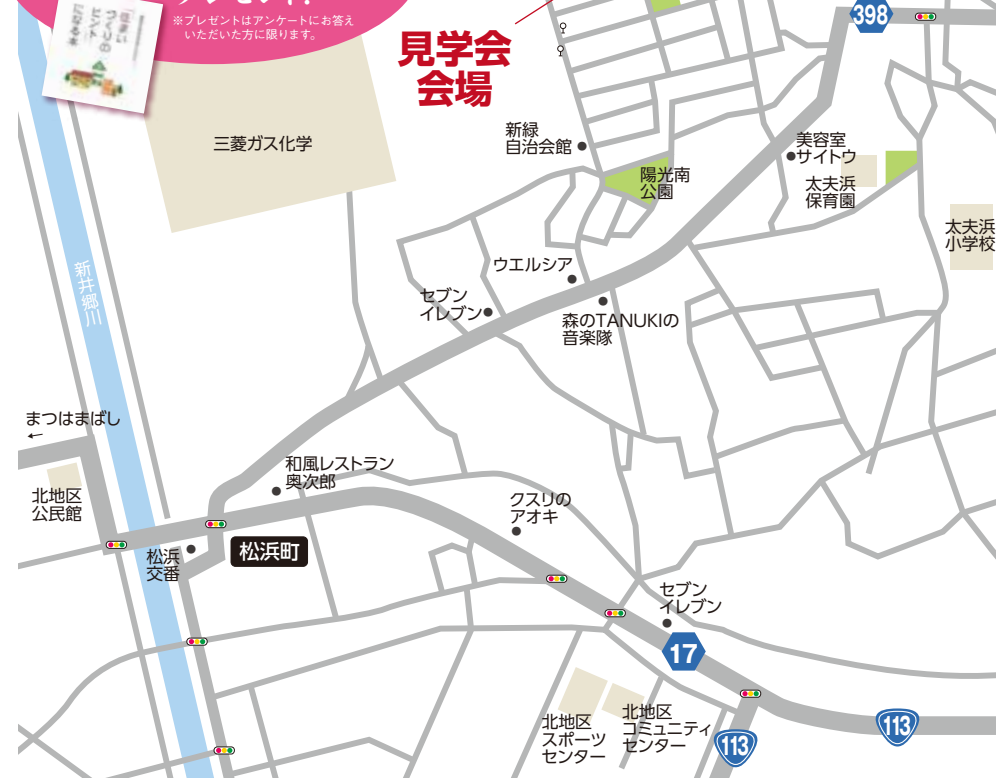 プレゼント!
※プレゼントはアンケートにお答え
いただいた方に限ります。
見学会
会場
398
三菱ガス化学
新緑
自治会館
陽光南
公園
美容室
サイトウ
太夫浜
保育園
太夫浜
小学校
新井郷川
ウエルシア
セブン
イレブン
森のTANUKIの
音楽隊
まつはまばし
←
和風レストラン
奥次郎
北地区
公民館
クスリの
アオキ
松浜
交番
松浜町
セブン
イレブン
17
北地区
スポーツ
センター
北地区
コミュニティ
センター
113
113